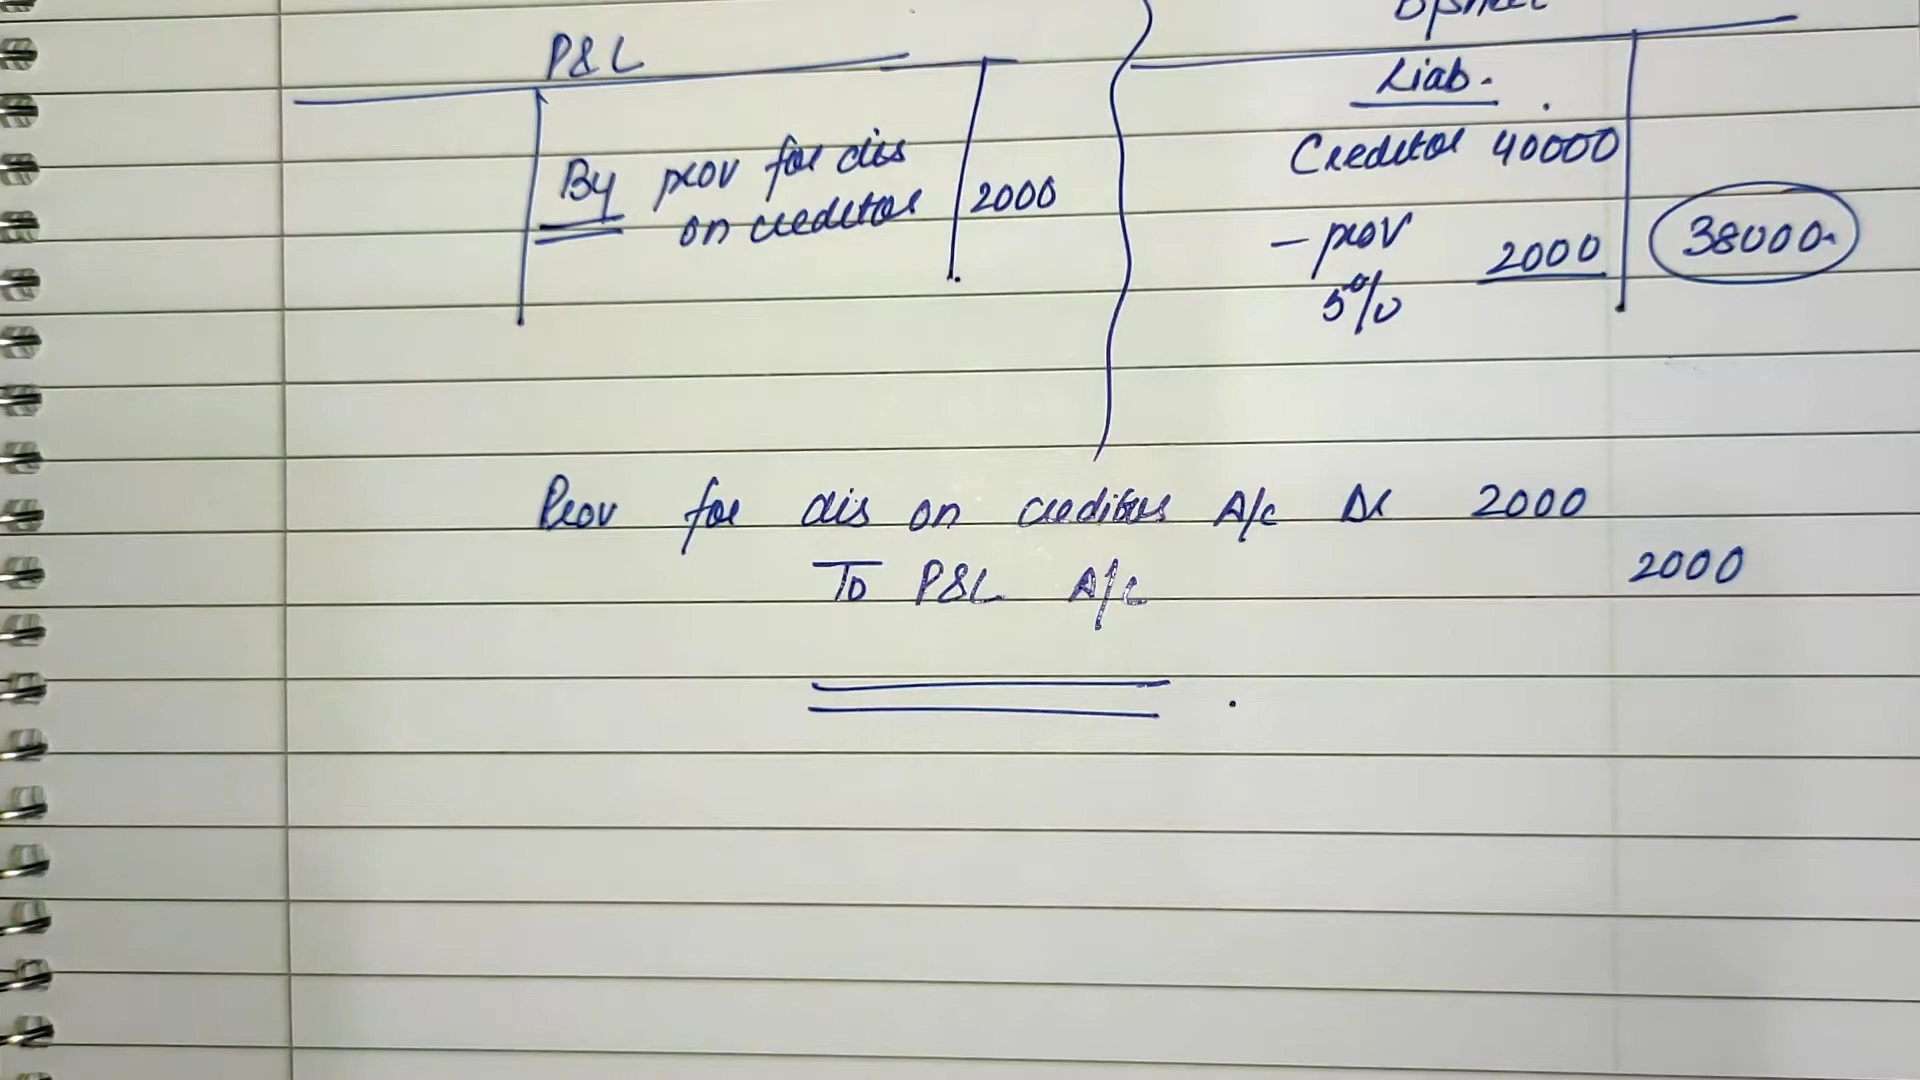 P&L
By prov for dis
on creditor 2000
Liab.
Creditor 40000
- prov 2000 38000
5%
Prov for dis on creditors A/c Dr 2000
To P&L A/c 2000